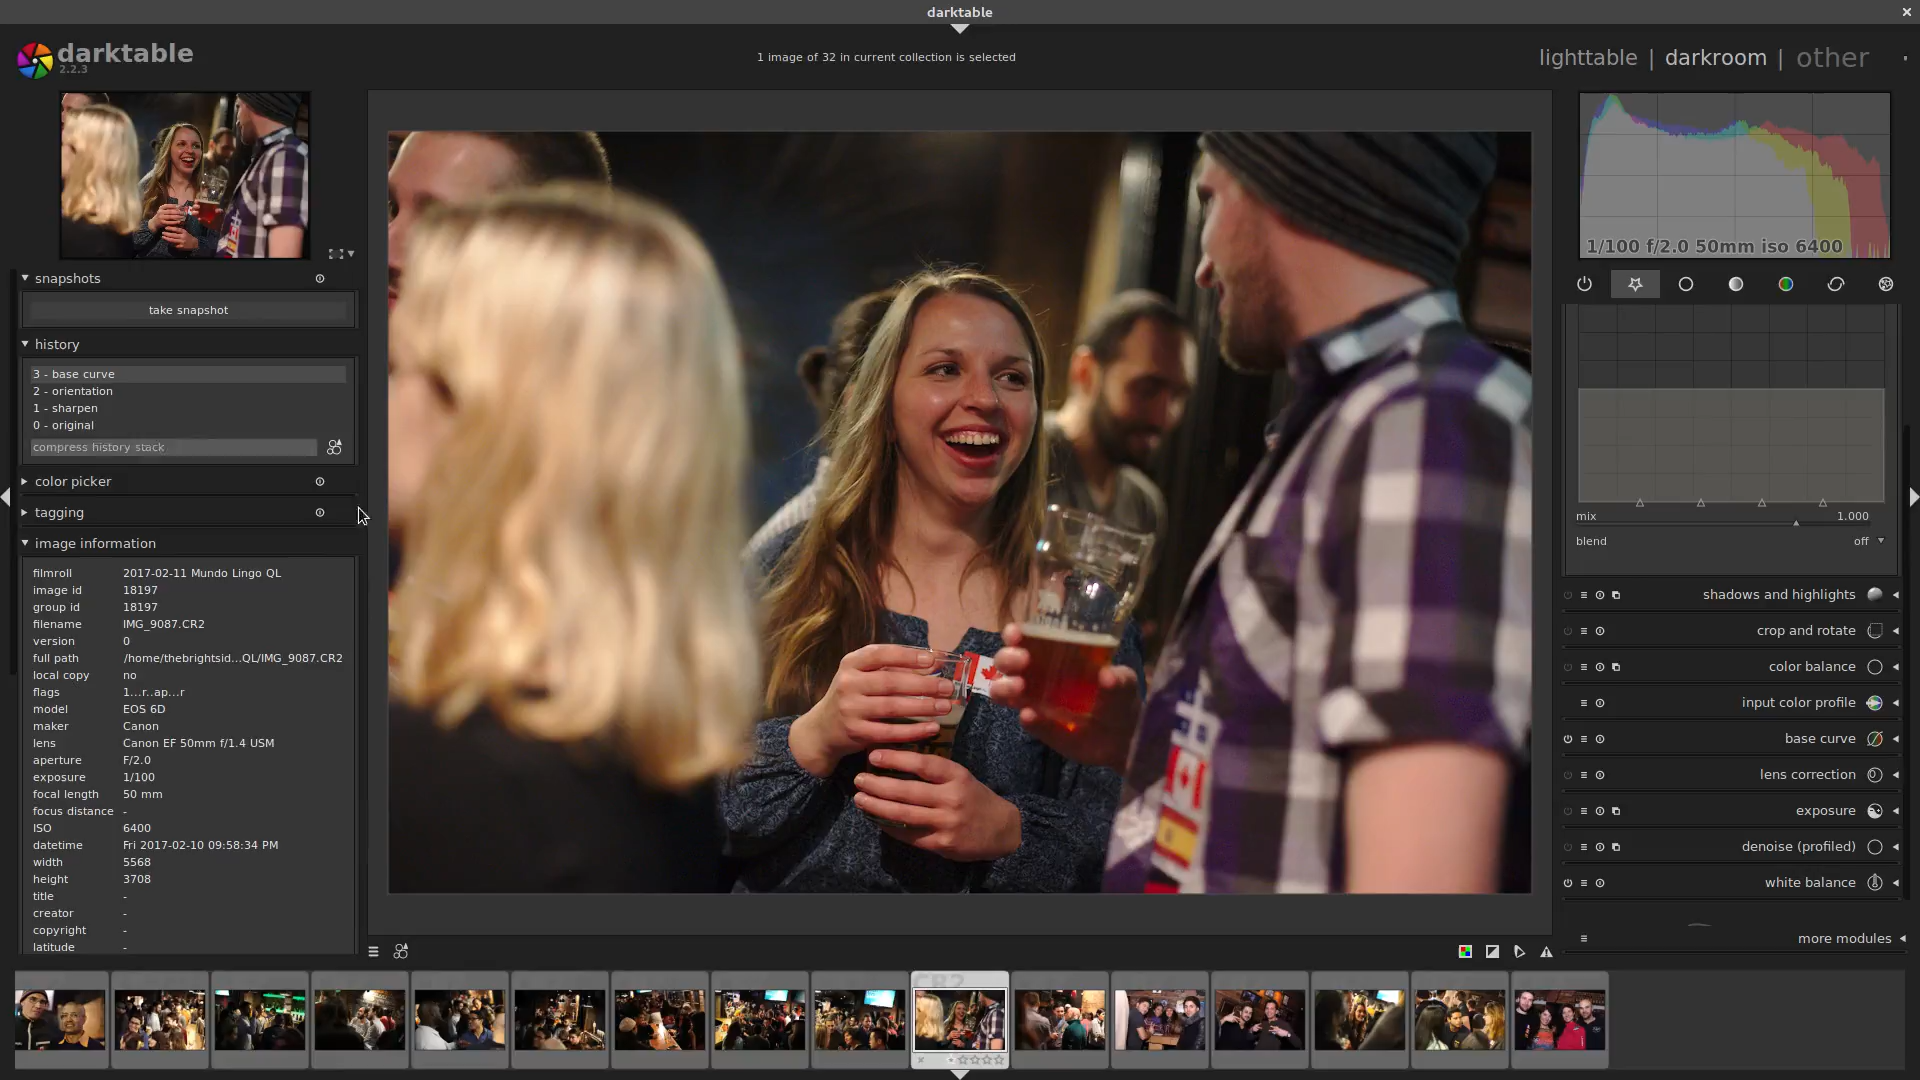 darktable
darktable
2.2.3
1 image of 32 in current collection is selected
lighttable | darkroom | other
1/100 f/2.0 50mm iso 6400
snapshots
take snapshot
history
3 - base curve
2 - orientation
1 - sharpen
0 - original
compress history stack
color picker
tagging
image information
filmroll 2017-02-11 Mundo Lingo QL
image id 18197
group id 18197
filename IMG_9087.CR2
version 0
full path /home/thebrightsid...QL/IMG_9087.CR2
local copy no
flags 1...r..ap...r
model EOS 6D
maker Canon
lens Canon EF 50mm f/1.4 USM
aperture F/2.0
exposure 1/100
focal length 50 mm
focus distance -
ISO 6400
datetime Fri 2017-02-10 09:58:34 PM
width 5568
height 3708
title -
creator -
copyright -
latitude -
mix 1.000
blend off
shadows and highlights
crop and rotate
color balance
input color profile
base curve
lens correction
exposure
denoise (profiled)
white balance
more modules
CR2